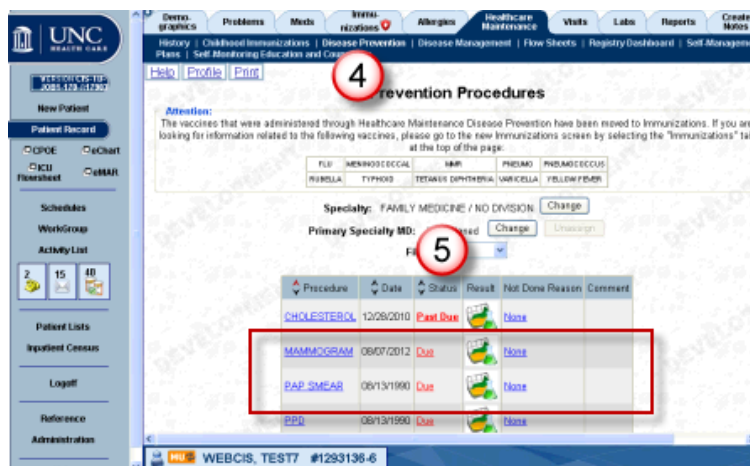 UNC
HEALTH CARE
New Patient
Patient Record
CPOE eChart
ICU Flowsheet eMAR
Schedules
WorkGroup
Activity List
2 15 40
Patient Lists
Inpatient Census
Logoff
Reference
Administration
Demo-graphics Problems Meds Immu-nizations Allergies Healthcare Maintenance Visits Labs Reports Create Notes
History | Childhood Immunizations | Disease Prevention | Disease Management | Flow Sheets | Registry Dashboard | Self-Managem
Plans | Self Monitoring Education and Coun
Help Profile Print
4
revention Procedures
Attention:
The vaccines that were administered through Healthcare Maintenance Disease Prevention have been moved to Immunizations. If you are
looking for information related to the following vaccines, please go to the new Immunizations screen by selecting the "Immunizations" ta
at the top of the page:
FLU MENINGOCOCCAL MMR PNEUMO PNEUMOCOCCUS
RUBELLA TYPHOID TETANUS DIPHTHERIA VARICELLA YELLOW FEVER
Specialty: FAMILY MEDICINE / NO DIVISION Change
Primary Specialty MD: Change Unassign
5
Procedure Date Status Result Not Done Reason Comment
CHOLESTEROL 12/28/2010 Past Due None
MAMMOGRAM 08/07/2012 Due None
PAP SMEAR 08/13/1990 Due None
PPD 08/13/1990 Due None
WEBCIS, TEST7 #1293136-6